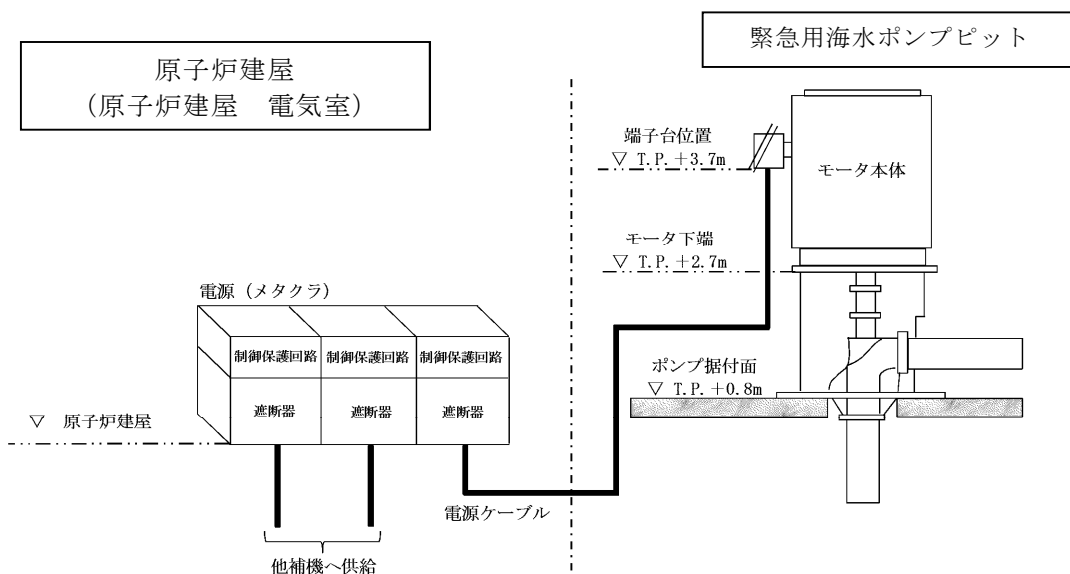 原子炉建屋
(原子炉建屋　電気室)
緊急用海水ポンプピット
端子台位置
▽ T.P.＋3.7m
モータ本体
モータ下端
▽ T.P.＋2.7m
電源（メタクラ）
制御保護回路 制御保護回路 制御保護回路
遮断器 遮断器 遮断器
ポンプ据付面
▽ T.P.＋0.8m
▽ 原子炉建屋
電源ケーブル
他補機へ供給